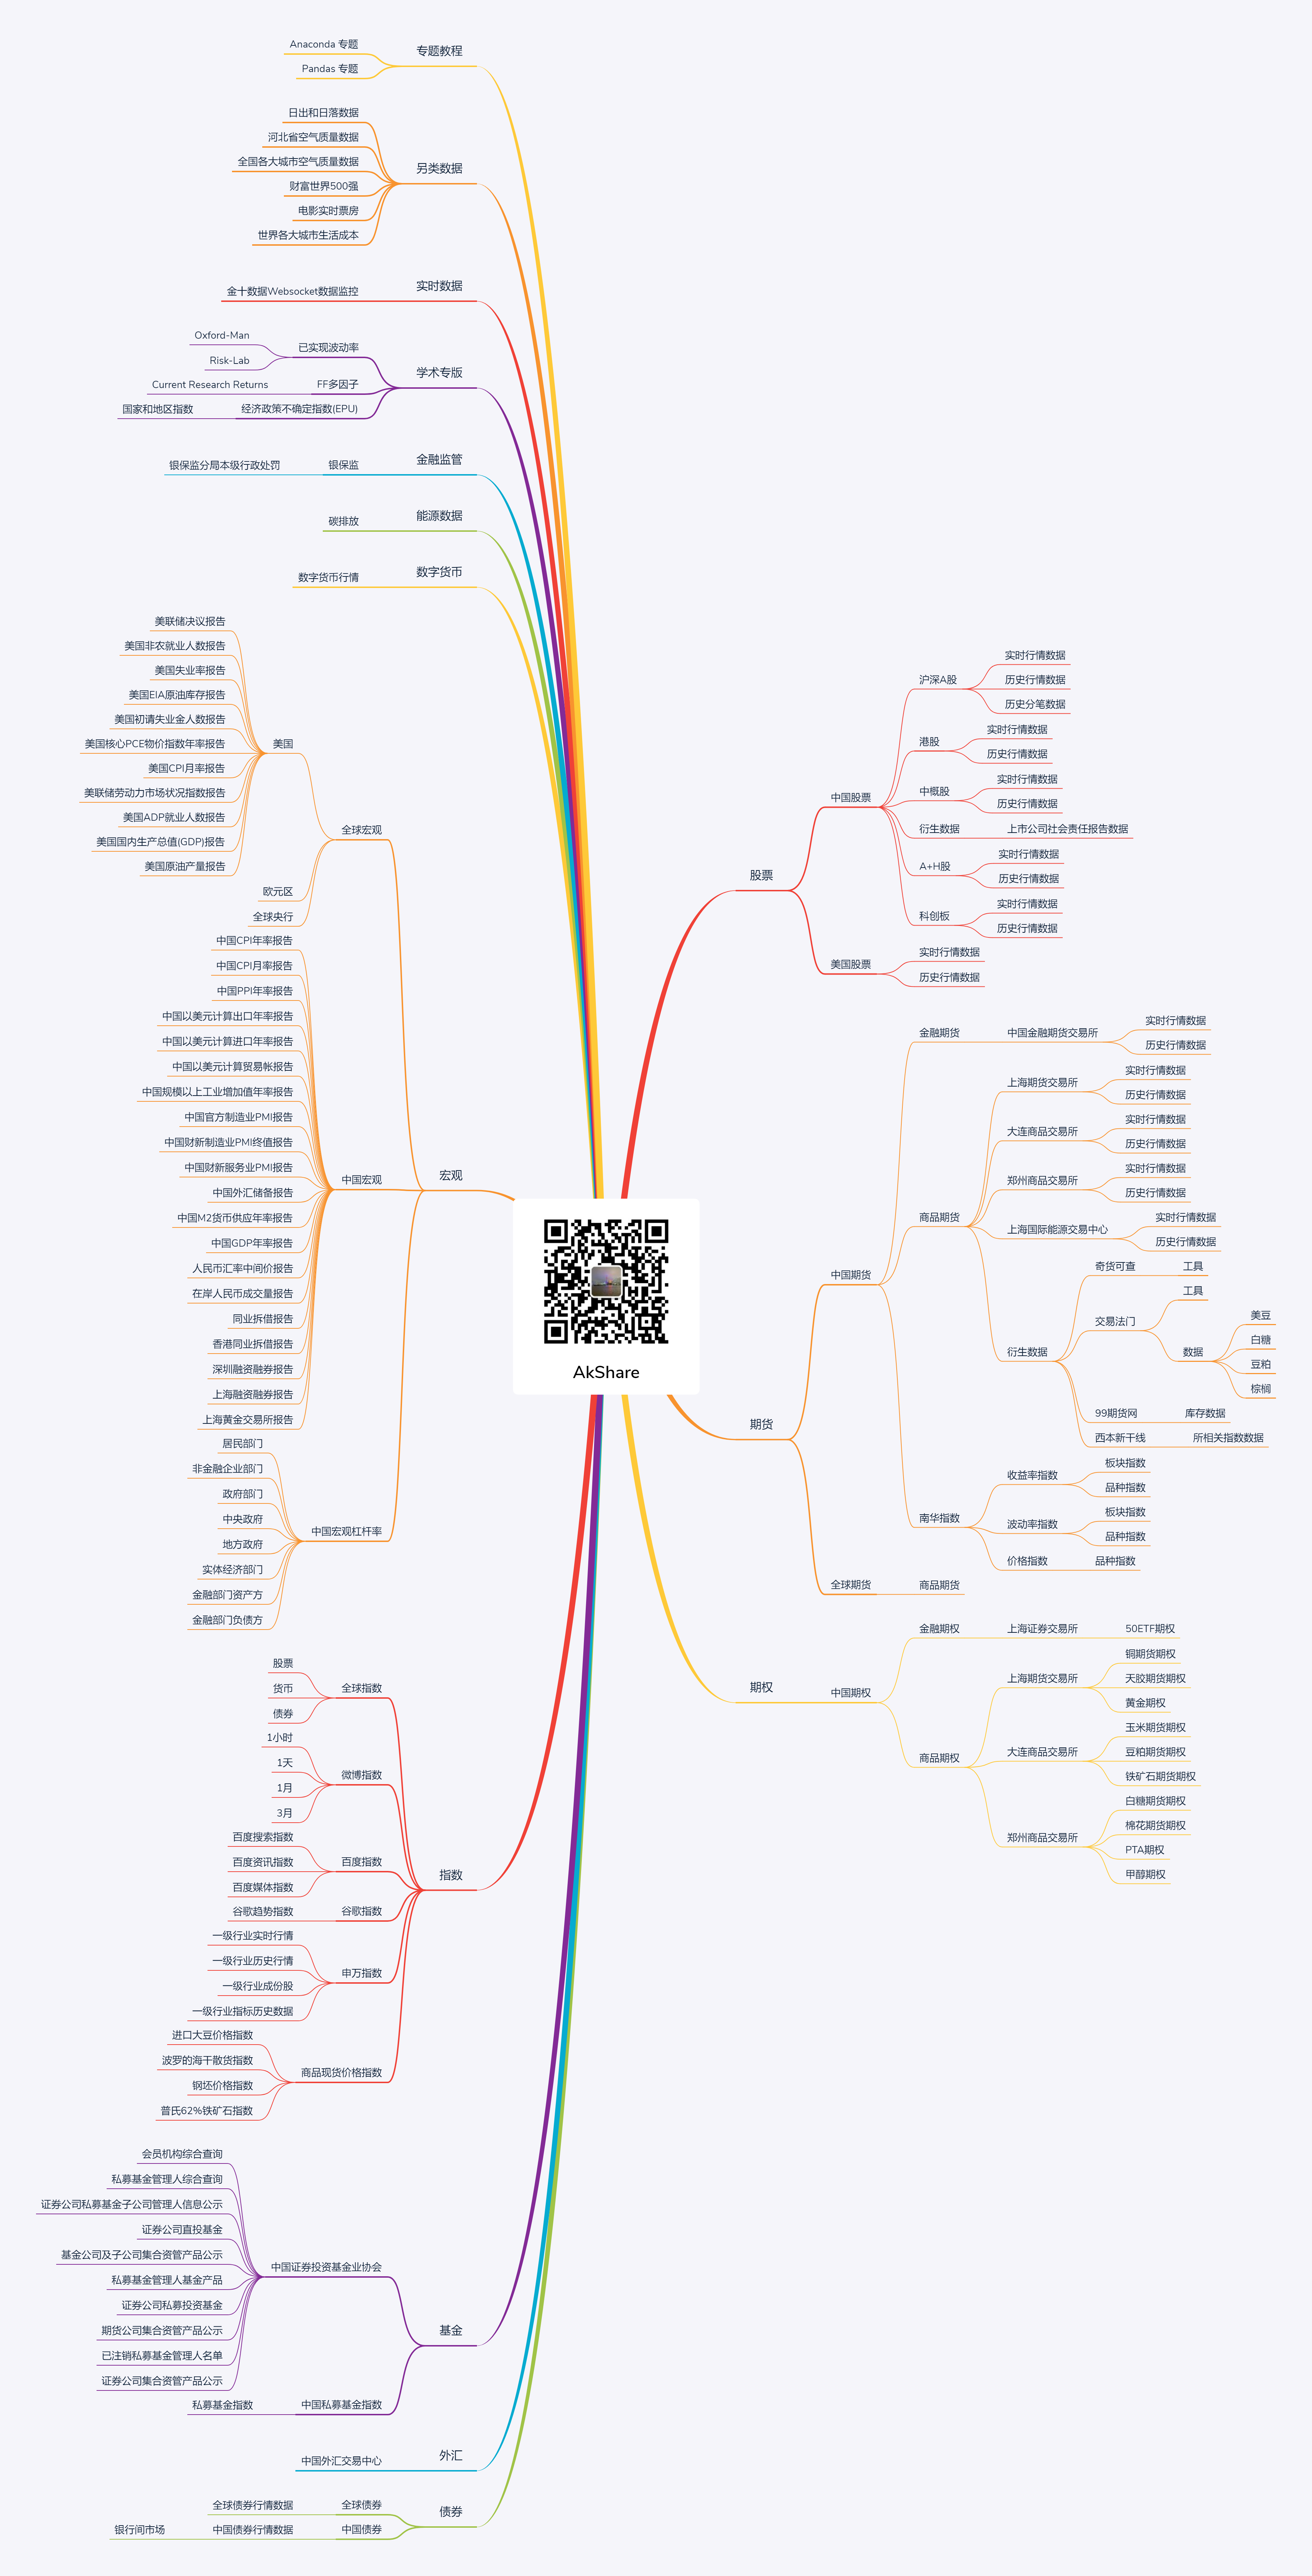 AkShare
专题教程
Anaconda 专题
Pandas 专题
另类数据
日出和日落数据
河北省空气质量数据
全国各大城市空气质量数据
财富世界500强
电影实时票房
世界各大城市生活成本
实时数据
金十数据Websocket数据监控
学术专版
已实现波动率
Oxford-Man
Risk-Lab
FF多因子
Current Research Returns
经济政策不确定指数(EPU)
国家和地区指数
金融监管
银保监
银保监分局本级行政处罚
能源数据
碳排放
数字货币
数字货币行情
宏观
全球宏观
美国
美联储决议报告
美国非农就业人数报告
美国失业率报告
美国EIA原油库存报告
美国初请失业金人数报告
美国核心PCE物价指数年率报告
美国CPI月率报告
美联储劳动力市场状况指数报告
美国ADP就业人数报告
美国国内生产总值(GDP)报告
美国原油产量报告
欧元区
全球央行
中国宏观
中国CPI年率报告
中国CPI月率报告
中国PPI年率报告
中国以美元计算出口年率报告
中国以美元计算进口年率报告
中国以美元计算贸易帐报告
中国规模以上工业增加值年率报告
中国官方制造业PMI报告
中国财新制造业PMI终值报告
中国财新服务业PMI报告
中国外汇储备报告
中国M2货币供应年率报告
中国GDP年率报告
人民币汇率中间价报告
在岸人民币成交量报告
同业拆借报告
香港同业拆借报告
深圳融资融券报告
上海融资融券报告
上海黄金交易所报告
中国宏观杠杆率
居民部门
非金融企业部门
政府部门
中央政府
地方政府
实体经济部门
金融部门资产方
金融部门负债方
指数
全球指数
股票
货币
债券
微博指数
1小时
1天
1月
3月
百度指数
百度搜索指数
百度资讯指数
百度媒体指数
谷歌指数
谷歌趋势指数
申万指数
一级行业实时行情
一级行业历史行情
一级行业成份股
一级行业指标历史数据
商品现货价格指数
进口大豆价格指数
波罗的海干散货指数
钢坯价格指数
普氏62%铁矿石指数
基金
中国证券投资基金业协会
会员机构综合查询
私募基金管理人综合查询
证券公司私募基金子公司管理人信息公示
证券公司直投基金
基金公司及子公司集合资管产品公示
私募基金管理人基金产品
证券公司私募投资基金
期货公司集合资管产品公示
已注销私募基金管理人名单
证券公司集合资管产品公示
中国私募基金指数
私募基金指数
外汇
中国外汇交易中心
债券
全球债券
全球债券行情数据
中国债券
中国债券行情数据
银行间市场
股票
中国股票
沪深A股
实时行情数据
历史行情数据
历史分笔数据
港股
实时行情数据
历史行情数据
中概股
实时行情数据
历史行情数据
衍生数据
上市公司社会责任报告数据
A+H股
实时行情数据
历史行情数据
科创板
实时行情数据
历史行情数据
美国股票
实时行情数据
历史行情数据
期货
中国期货
金融期货
中国金融期货交易所
实时行情数据
历史行情数据
商品期货
上海期货交易所
实时行情数据
历史行情数据
大连商品交易所
实时行情数据
历史行情数据
郑州商品交易所
实时行情数据
历史行情数据
上海国际能源交易中心
实时行情数据
历史行情数据
衍生数据
奇货可查
工具
交易法门
工具
数据
美豆
白糖
豆粕
棕榈
99期货网
库存数据
西本新干线
所相关指数数据
南华指数
收益率指数
板块指数
品种指数
波动率指数
板块指数
品种指数
价格指数
品种指数
全球期货
商品期货
期权
中国期权
金融期权
上海证券交易所
50ETF期权
商品期权
上海期货交易所
铜期货期权
天胶期货期权
黄金期权
大连商品交易所
玉米期货期权
豆粕期货期权
铁矿石期货期权
郑州商品交易所
白糖期货期权
棉花期货期权
PTA期权
甲醇期权